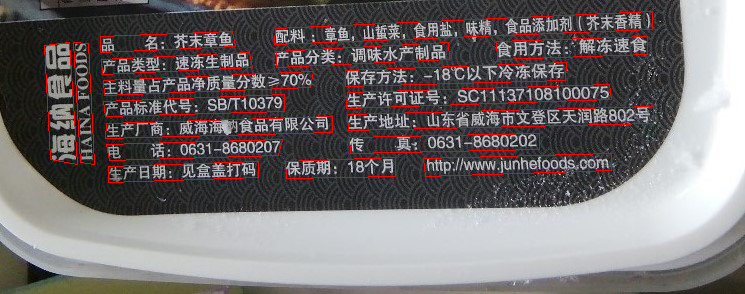 海纳食品
HAINA FOODS
品　　名：芥末章鱼
配料：章鱼，山蜇菜，食用盐，味精，食品添加剂（芥末香精）
产品类型：速冻生制品
产品分类：调味水产制品
食用方法：解冻速食
主料量占产品净质量分数≥70%
保存方法：-18℃以下冷冻保存
产品标准代号：SB/T10379
生产许可证号：SC11137108100075
生产厂商：威海海纳食品有限公司
生产地址：山东省威海市文登区天润路802号
电　　话：0631-8680207
传　　真：0631-8680202
生产日期：见盒盖打码
保质期：18个月
http://www.junhefoods.com